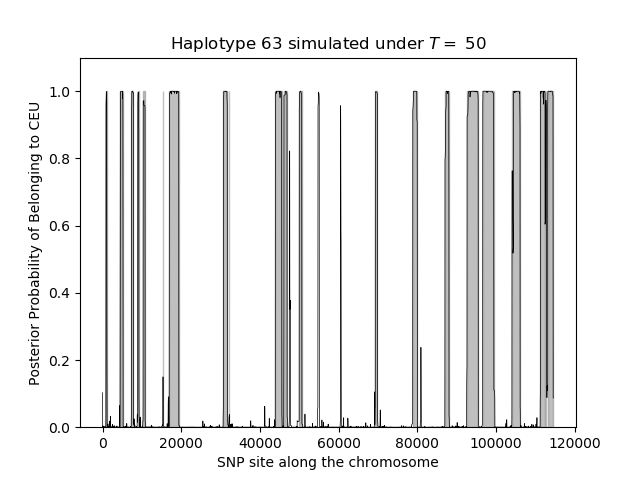 Haplotype 63 simulated under T = 50
Posterior Probability of Belonging to CEU
1.0
0.8
0.6
0.4
0.2
0.0
0 20000 40000 60000 80000 100000 120000
SNP site along the chromosome